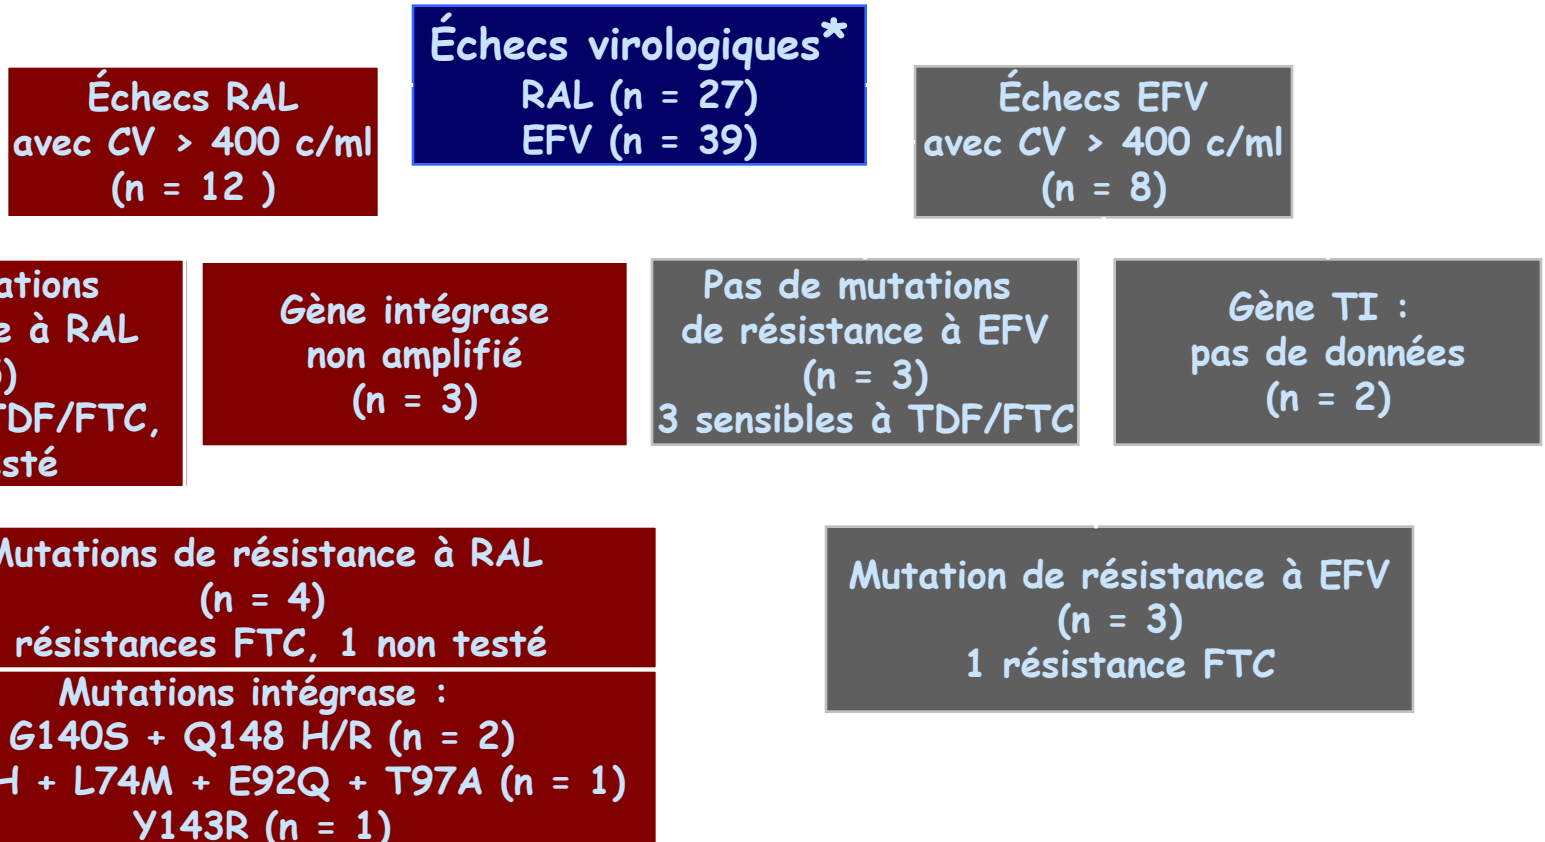 Échecs virologiques*
RAL (n = 27)
EFV (n = 39)
Échecs RAL
avec CV > 400 c/ml
(n = 12 )
Échecs EFV
avec CV > 400 c/ml
(n = 8)
à RAL
TDF/FTC,
Gène intégrase
non amplifié
(n = 3)
Pas de mutations
de résistance à EFV
(n = 3)
3 sensibles à TDF/FTC
Gène TI :
pas de données
(n = 2)
Mutations de résistance à RAL
(n = 4)
résistances FTC, 1 non testé
Mutations intégrase :
G140S + Q148 H/R (n = 2)
+ L74M + E92Q + T97A (n = 1)
Y143R (n = 1)
Mutation de résistance à EFV
(n = 3)
1 résistance FTC